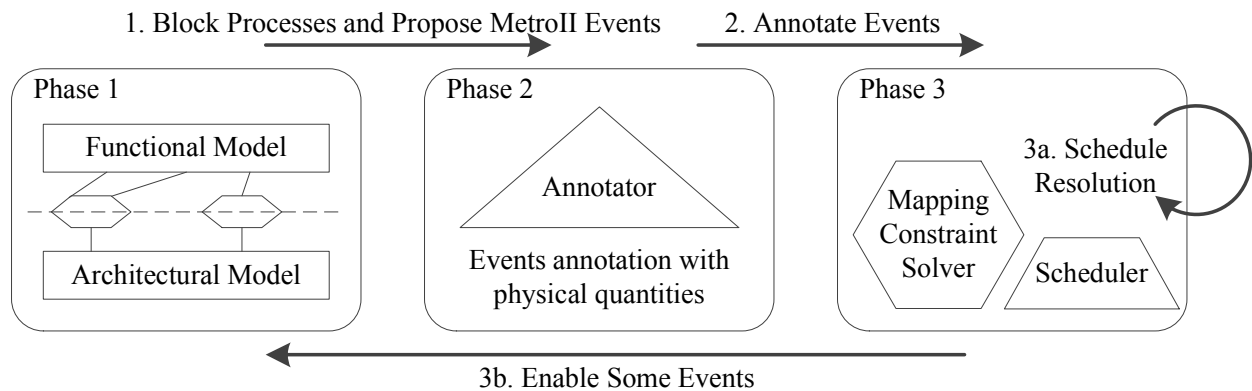 1. Block Processes and Propose MetroII Events
2. Annotate Events
Phase 1
Functional Model
Architectural Model
Phase 2
Annotator
Events annotation with
physical quantities
Phase 3
3a. Schedule
Resolution
Mapping
Constraint
Solver
Scheduler
3b. Enable Some Events